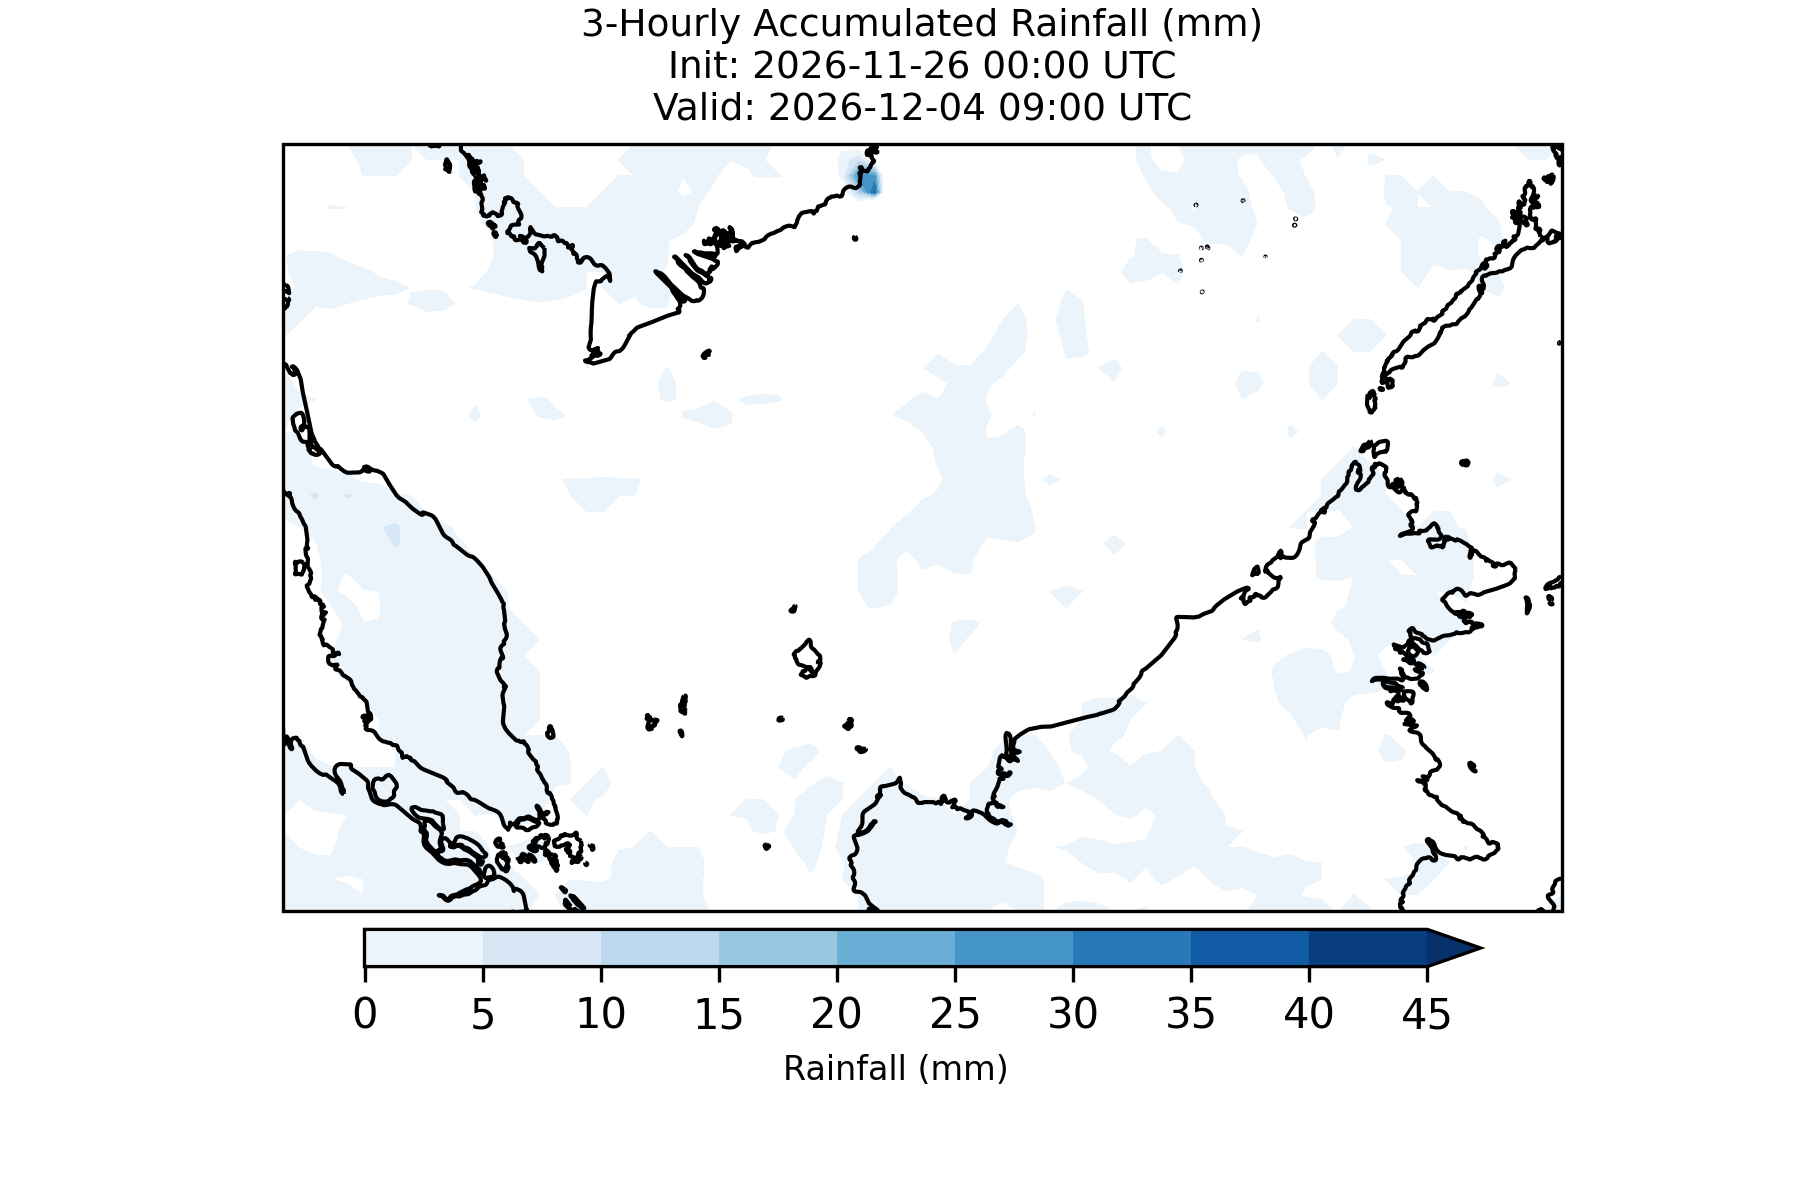 3-Hourly Accumulated Rainfall (mm)
Init: 2026-11-26 00:00 UTC
Valid: 2026-12-04 09:00 UTC
0 5 10 15 20 25 30 35 40 45
Rainfall (mm)